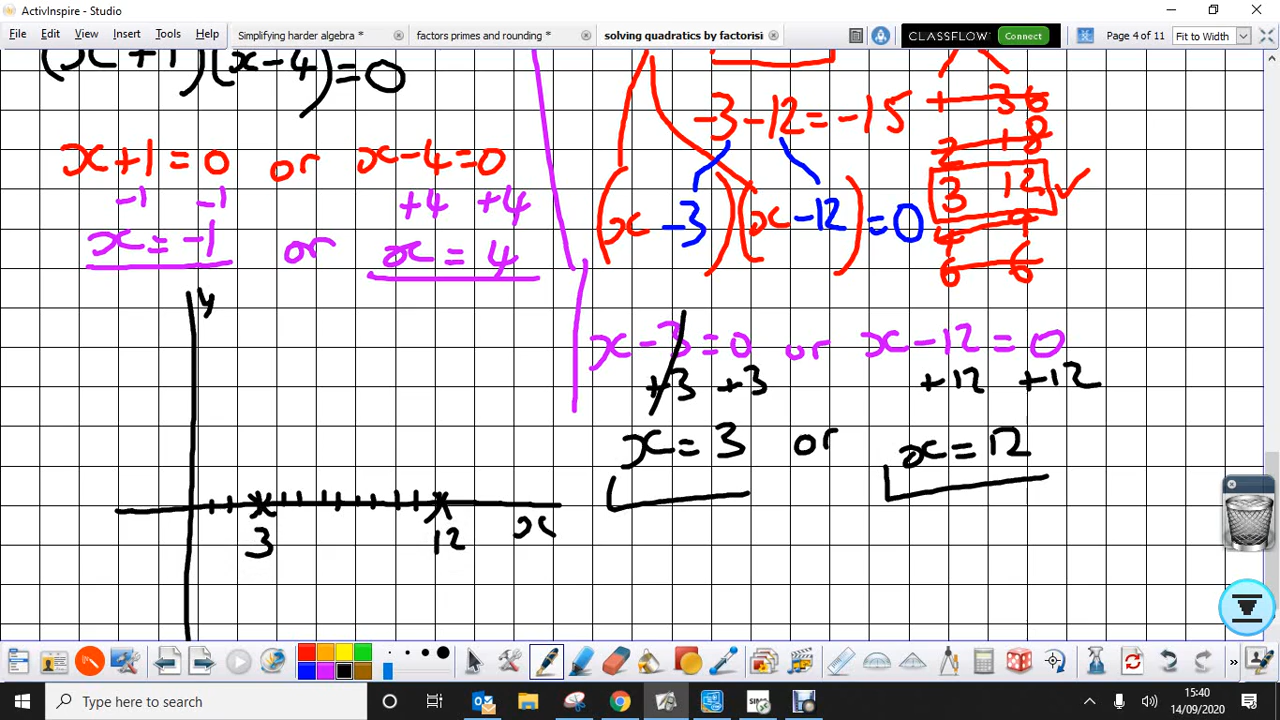 ActivInspire - Studio
File Edit View Insert Tools Help
Simplifying harder algebra *
factors primes and rounding *
solving quadratics by factorisi
CLASSFLOW Connect
Page 4 of 11
Fit to Width
(x+1)(x-4)=0
x+1=0 or x-4=0
-1 -1 +4 +4
x=-1 or x=4
y
3 12 x
-3-12=-15
(x-3)(x-12)=0
1 36
2 18
3 12 ✓
4 9
6 6
x-3=0 or x-12=0
+3 +3 +12 +12
x=3 or x=12
»
Type here to search
SIMS
15:40
14/09/2020